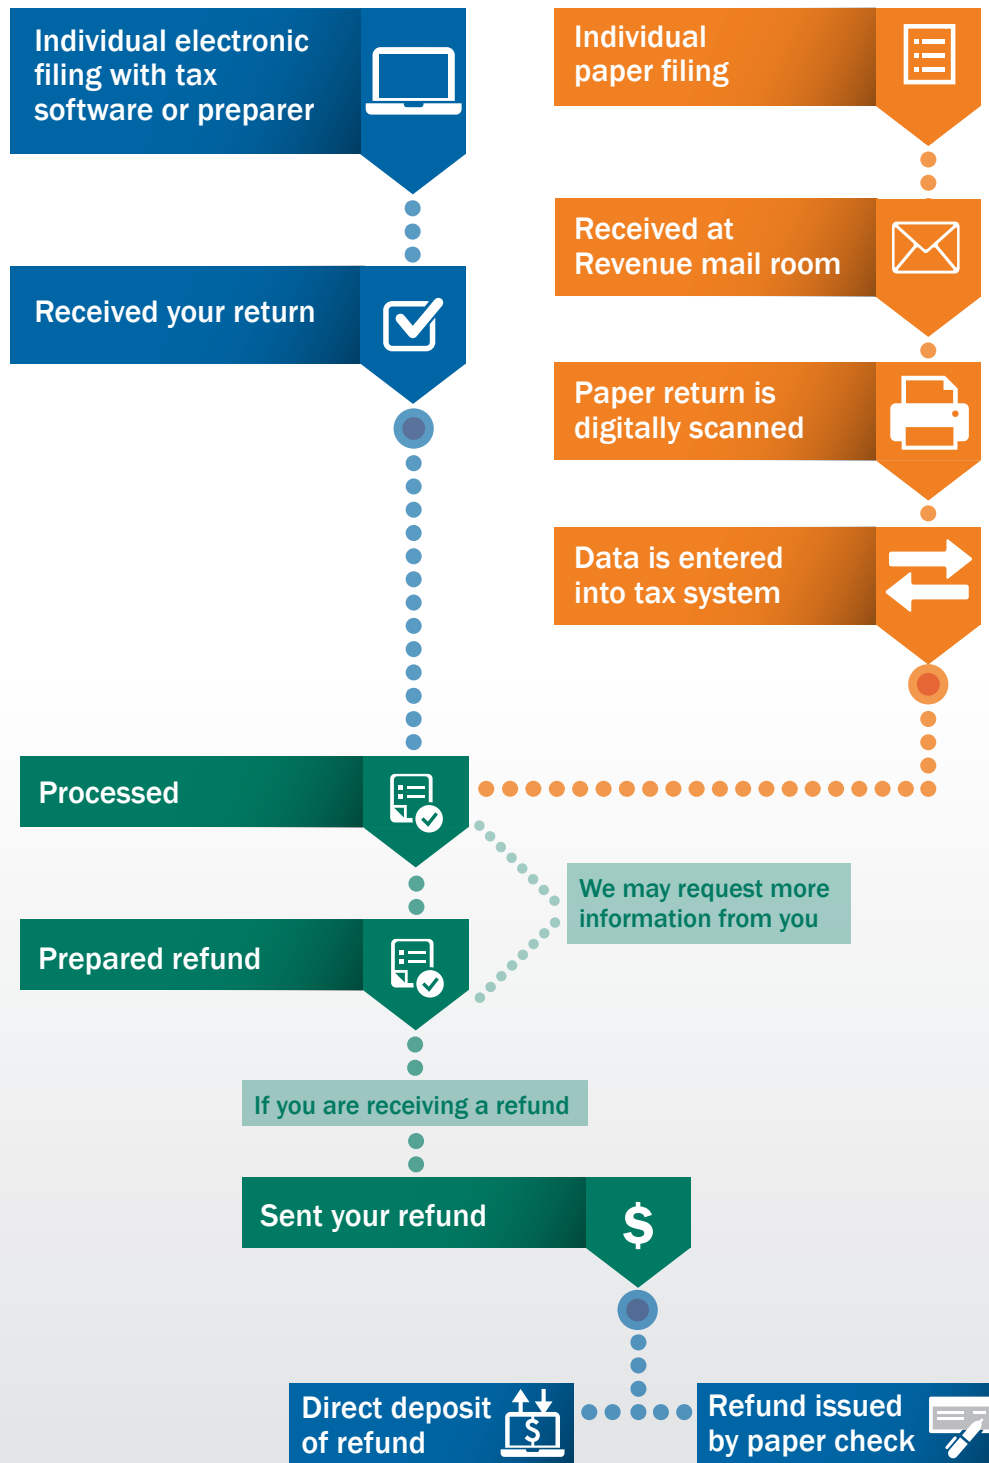 Individual electronic
filing with tax
software or preparer
Individual
paper filing
Received at
Revenue mail room
Received your return
Paper return is
digitally scanned
Data is entered
into tax system
Processed
We may request more
information from you
Prepared refund
If you are receiving a refund
Sent your refund
$
Direct deposit
of refund
$
Refund issued
by paper check